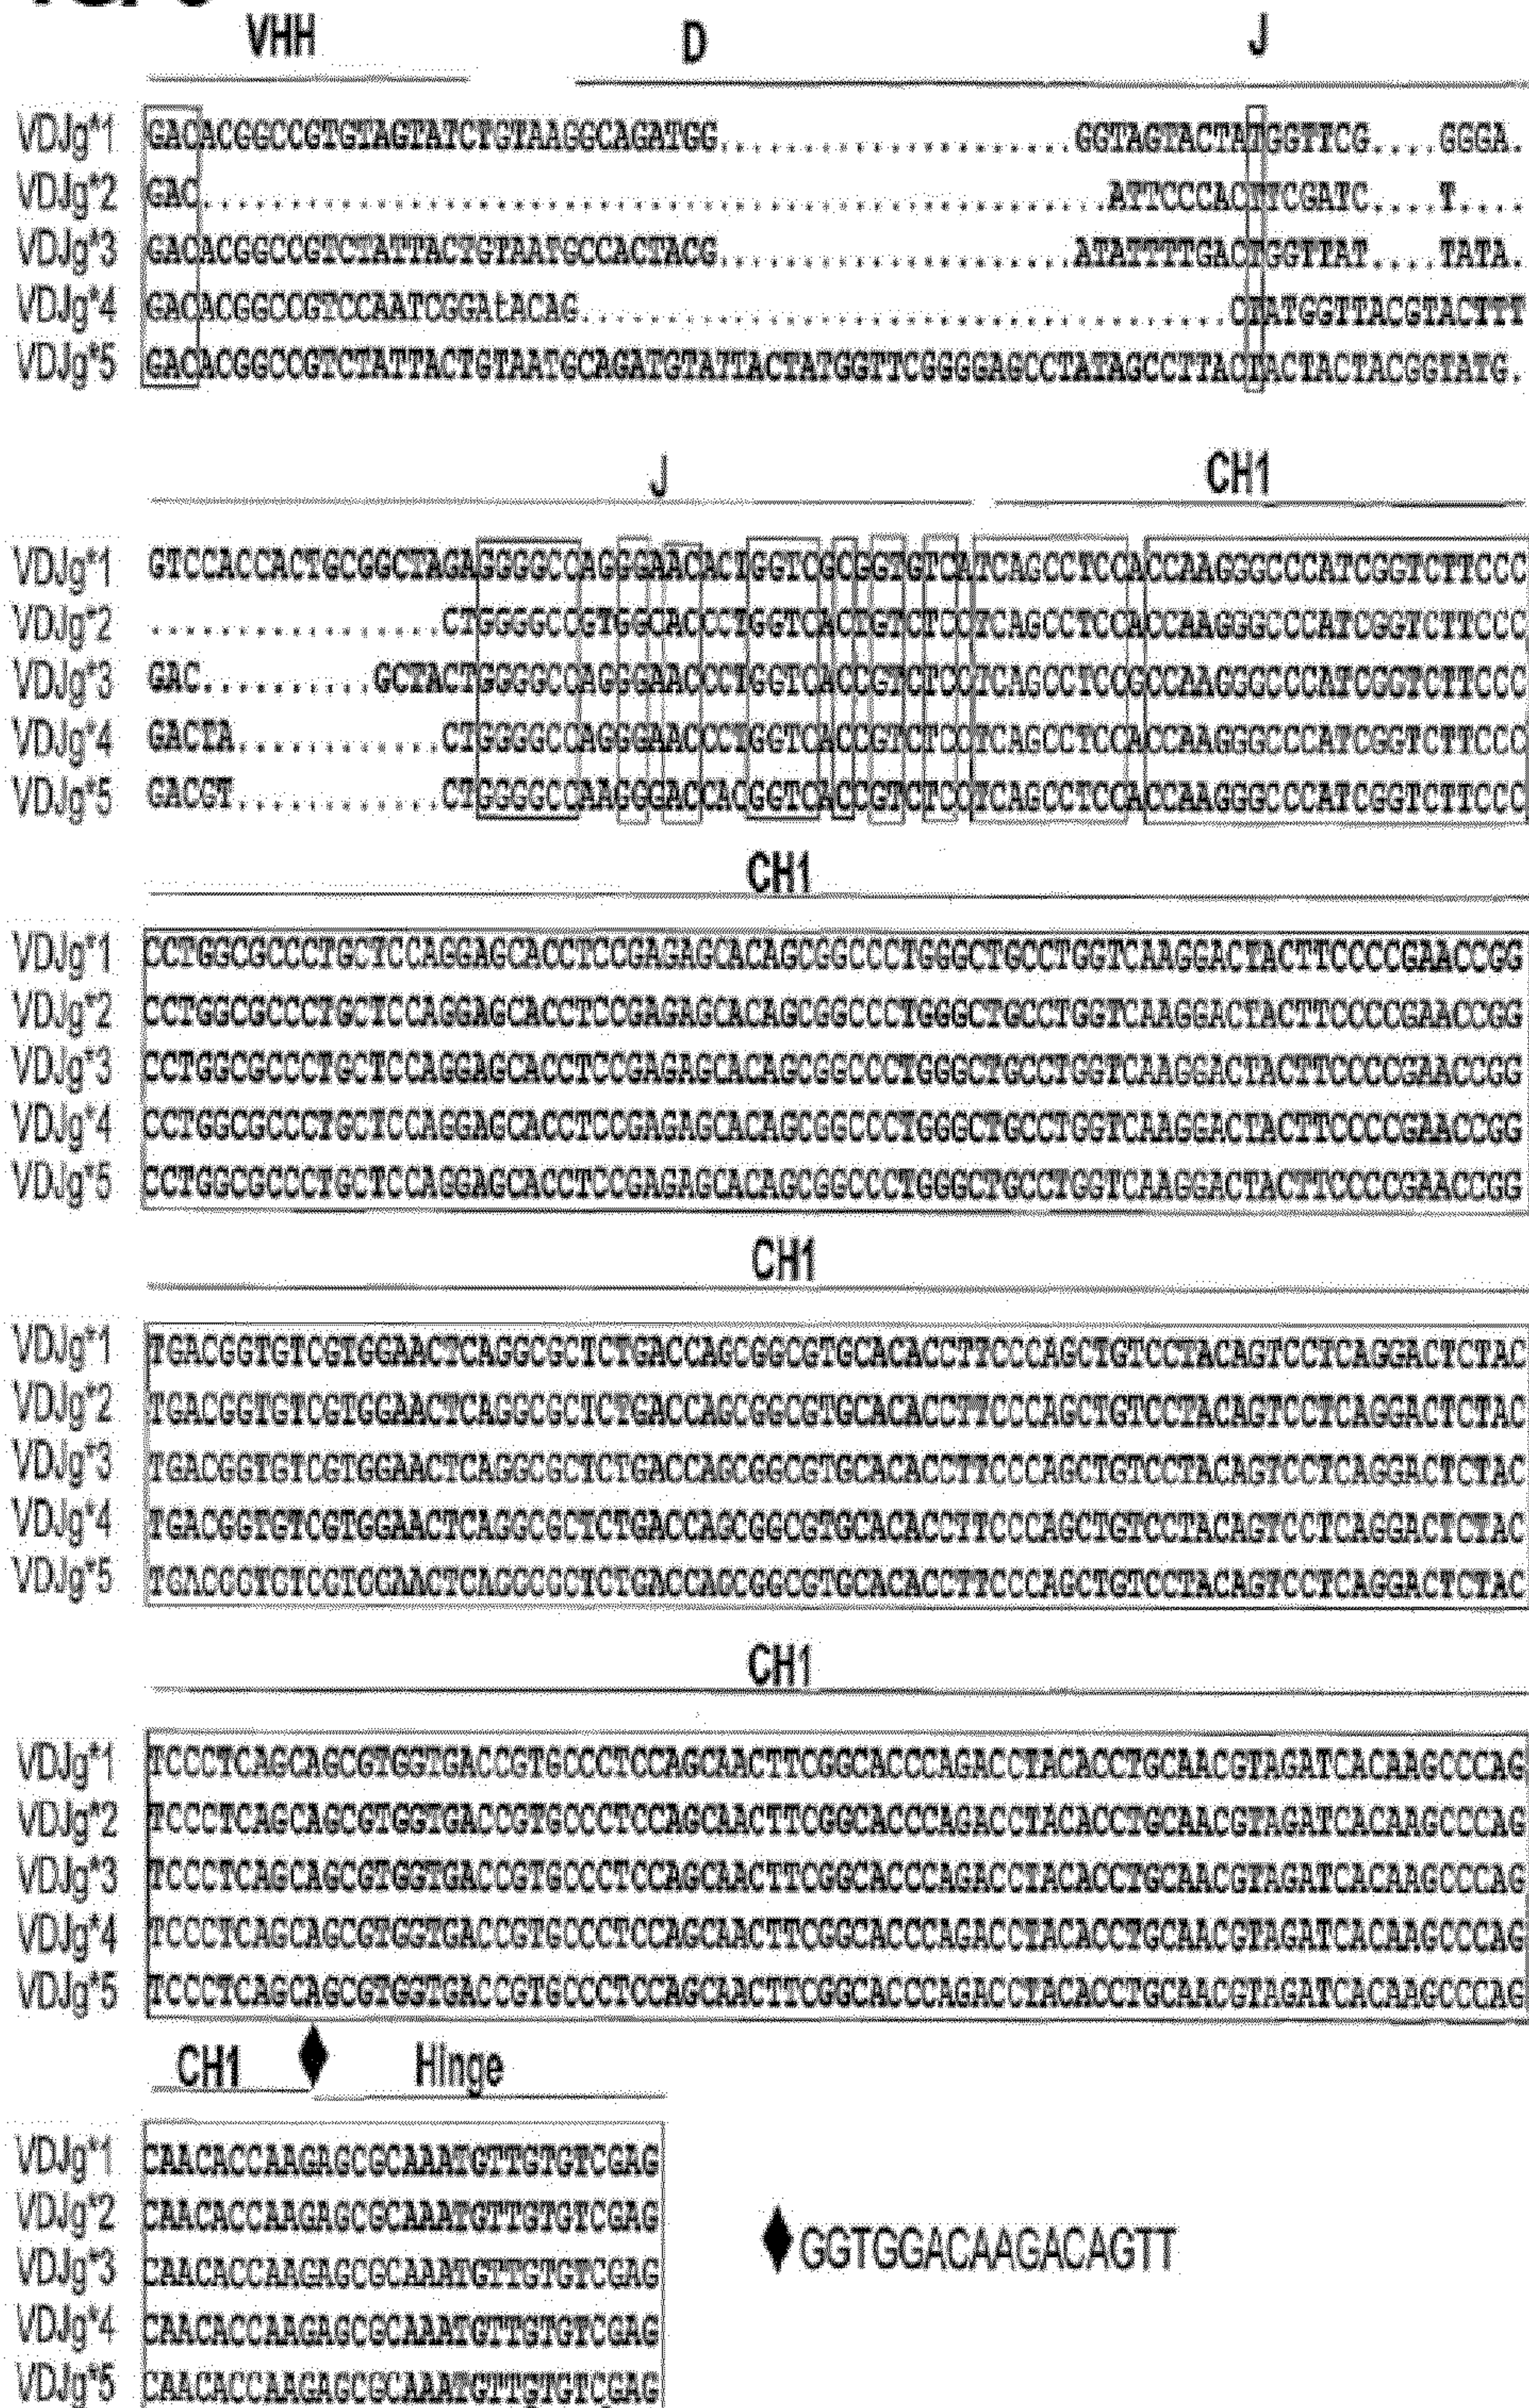 VHH D J
VDJg*1 GACACGGCCGTGTAGTATCTGTAAGGCAGATGG.........................GGTAGTACTATGGTTCG.....GGGA.
VDJg*2 GAC................................................................ATTCCCACTTCGATC.....T.....
VDJg*3 GACACGGCCGTCTATTACTGTAATGCCACTACG.........................ATATTTTGACTGGTTAT.....TATA.
VDJg*4 GACACGGCCGTCCAATCGGAtACAG..............................................CTATGGTTACGTACTTT
VDJg*5 GACACGGCCGTCTATTACTGTAATGCAGATGTATTACTATGGTTCGGGGAGCCTATAGCCTTACTACTACTACGGTATG.
J CH1
VDJg*1 GTCCACCACTGCGGCTAGAGGGGCCAGGGAACACTGGTCGCGGTGTCATCAGCCTCCACCAAGGGCCCATCGGTCTTCCC
VDJg*2 .................CTGGGGCCGTGGCACCCTGGTCACTGTCTCCTCAGCCTCCACCAAGGGCCCATCGGTCTTCCC
VDJg*3 GAC..........GCTACTGGGGCCAGGGAACCCTGGTCACCGTCTCCTCAGCCTCCGCCAAGGGCCCATCGGTCTTCCC
VDJg*4 GACTA............CTGGGGCCAGGGAACCCTGGTCACCGTCTCCTCAGCCTCCACCAAGGGCCCATCGGTCTTCCC
VDJg*5 GACGT............CTGGGGCCAAGGGACCACGGTCACCGTCTCCTCAGCCTCCACCAAGGGCCCATCGGTCTTCCC
CH1
VDJg*1 CCTGGCGCCCTGCTCCAGGAGCACCTCCGAGAGCACAGCGGCCCTGGGCTGCCTGGTCAAGGACTACTTCCCCGAACCGG
VDJg*2 CCTGGCGCCCTGCTCCAGGAGCACCTCCGAGAGCACAGCGGCCCTGGGCTGCCTGGTCAAGGACTACTTCCCCGAACCGG
VDJg*3 CCTGGCGCCCTGCTCCAGGAGCACCTCCGAGAGCACAGCGGCCCTGGGCTGCCTGGTCAAGGACTACTTCCCCGAACCGG
VDJg*4 CCTGGCGCCCTGCTCCAGGAGCACCTCCGAGAGCACAGCGGCCCTGGGCTGCCTGGTCAAGGACTACTTCCCCGAACCGG
VDJg*5 CCTGGCGCCCTGCTCCAGGAGCACCTCCGAGAGCACAGCGGCCCTGGGCTGCCTGGTCAAGGACTACTTCCCCGAACCGG
CH1
VDJg*1 TGACGGTGTCGTGGAACTCAGGCGCTCTGACCAGCGGCGTGCACACCTTCCCAGCTGTCCTACAGTCCTCAGGACTCTAC
VDJg*2 TGACGGTGTCGTGGAACTCAGGCGCTCTGACCAGCGGCGTGCACACCTTCCCAGCTGTCCTACAGTCCTCAGGACTCTAC
VDJg*3 TGACGGTGTCGTGGAACTCAGGCGCTCTGACCAGCGGCGTGCACACCTTCCCAGCTGTCCTACAGTCCTCAGGACTCTAC
VDJg*4 TGACGGTGTCGTGGAACTCAGGCGCTCTGACCAGCGGCGTGCACACCTTCCCAGCTGTCCTACAGTCCTCAGGACTCTAC
VDJg*5 TGACGGTGTCGTGGAACTCAGGCGCTCTGACCAGCGGCGTGCACACCTTCCCAGCTGTCCTACAGTCCTCAGGACTCTAC
CH1
VDJg*1 TCCCTCAGCAGCGTGGTGACCGTGCCCTCCAGCAACTTCGGCACCCAGACCTACACCTGCAACGTAGATCACAAGCCCAG
VDJg*2 TCCCTCAGCAGCGTGGTGACCGTGCCCTCCAGCAACTTCGGCACCCAGACCTACACCTGCAACGTAGATCACAAGCCCAG
VDJg*3 TCCCTCAGCAGCGTGGTGACCGTGCCCTCCAGCAACTTCGGCACCCAGACCTACACCTGCAACGTAGATCACAAGCCCAG
VDJg*4 TCCCTCAGCAGCGTGGTGACCGTGCCCTCCAGCAACTTCGGCACCCAGACCTACACCTGCAACGTAGATCACAAGCCCAG
VDJg*5 TCCCTCAGCAGCGTGGTGACCGTGCCCTCCAGCAACTTCGGCACCCAGACCTACACCTGCAACGTAGATCACAAGCCCAG
CH1 ♦ Hinge
VDJg*1 CAACACCAAGAGCGCAAATGTTGTGTCGAG
VDJg*2 CAACACCAAGAGCGCAAATGTTGTGTCGAG
VDJg*3 CAACACCAAGAGCGCAAATGTTGTGTCGAG
VDJg*4 CAACACCAAGAGCGCAAATGTTGTGTCGAG
VDJg*5 CAACACCAAGAGCGCAAATGTTGTGTCGAG
♦ GGTGGACAAGACAGTT